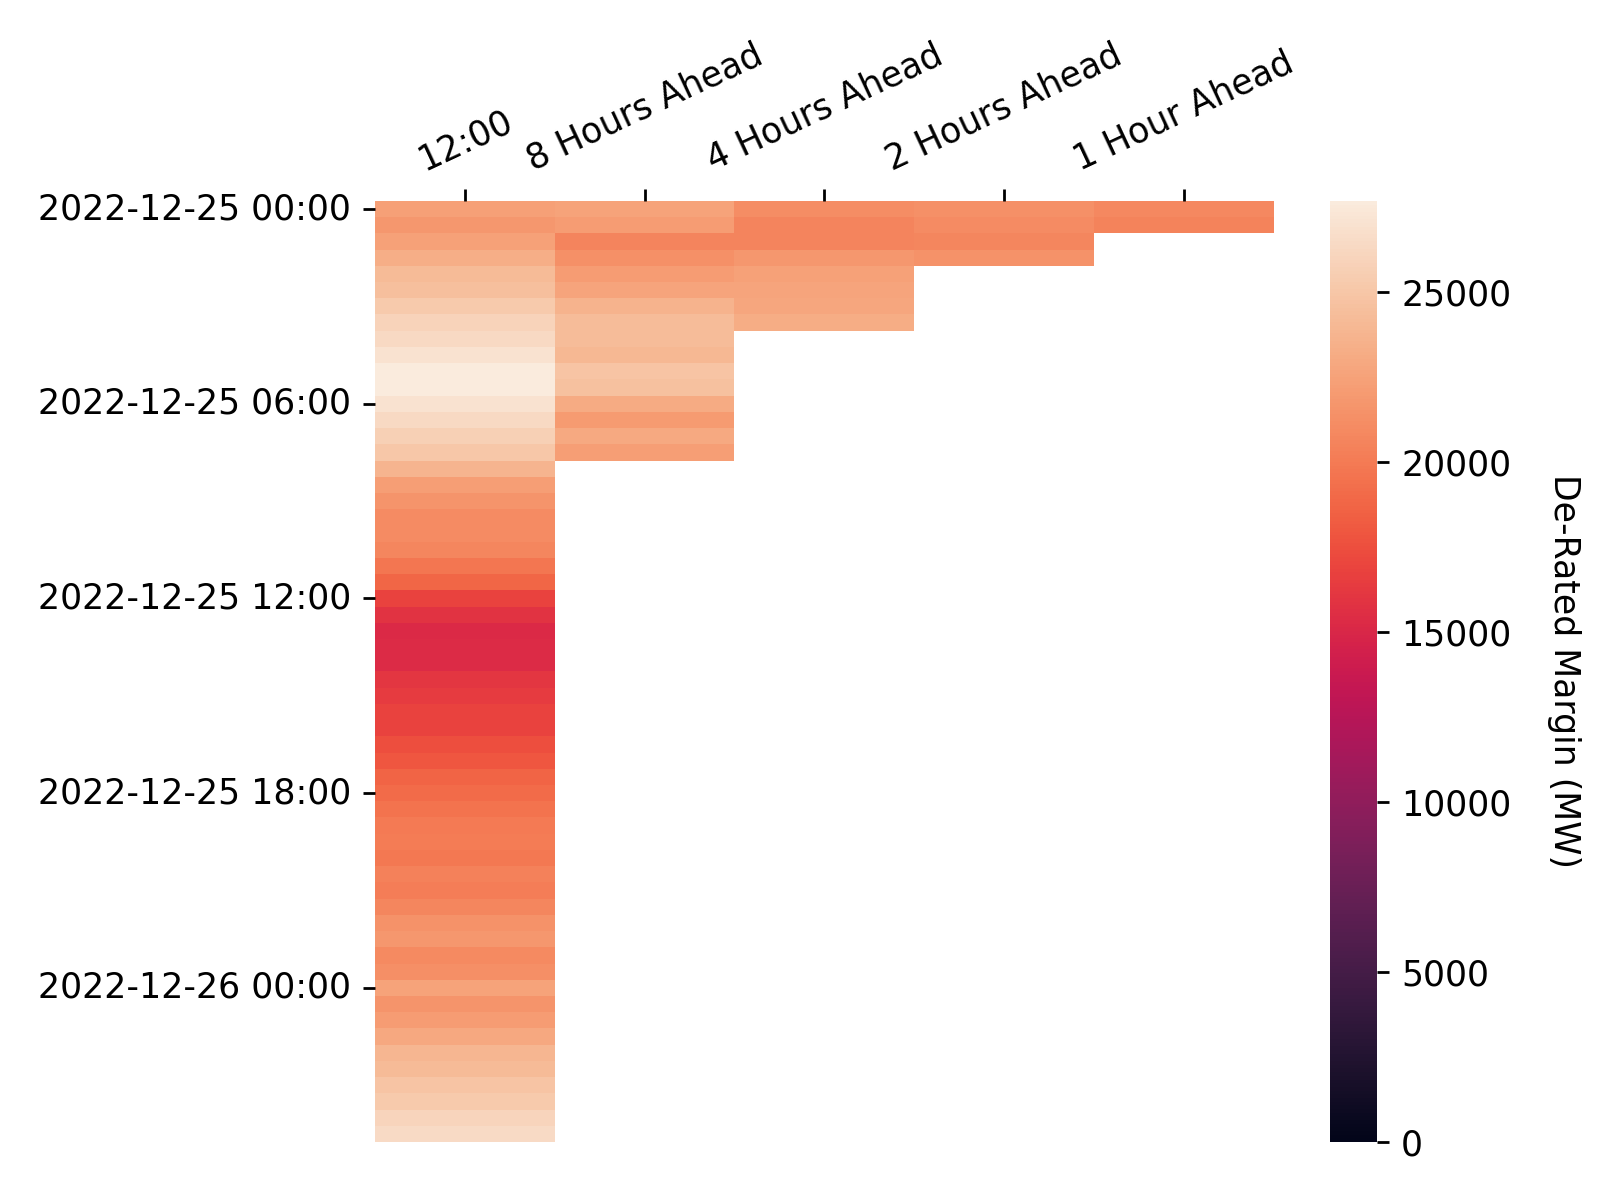 12:00
8 Hours Ahead
4 Hours Ahead
2 Hours Ahead
1 Hour Ahead
2022-12-25 00:00
2022-12-25 06:00
2022-12-25 12:00
2022-12-25 18:00
2022-12-26 00:00
25000
20000
15000
10000
5000
0
De-Rated Margin (MW)